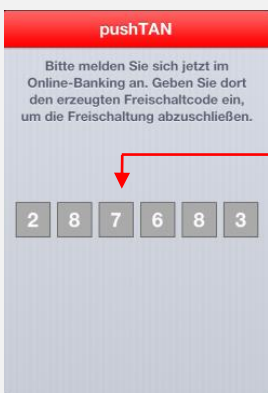 pushTAN
Bitte melden Sie sich jetzt im
Online-Banking an. Geben Sie dort
den erzeugten Freischaltcode ein,
um die Freischaltung abzuschließen.
2 8 7 6 8 3